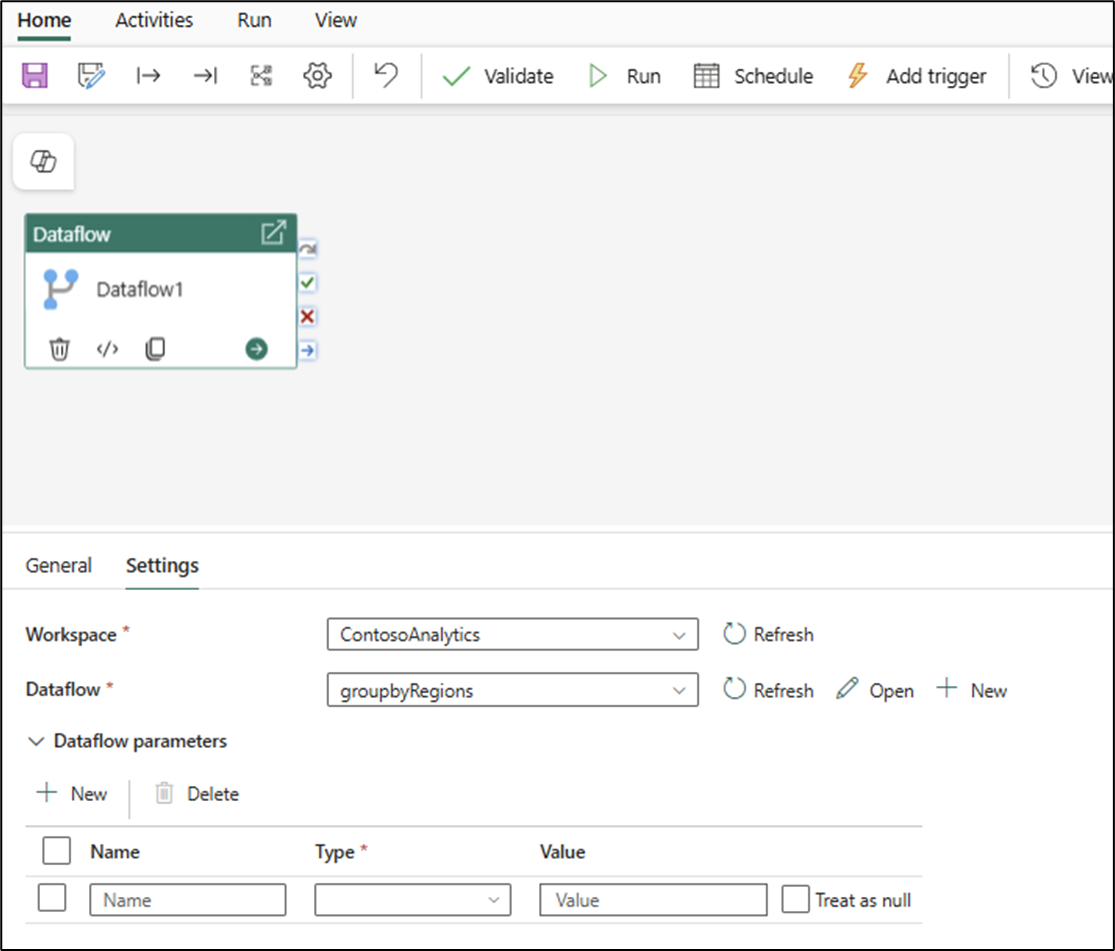 Home Activities Run View
Validate Run Schedule Add trigger View
Dataflow
Dataflow1
General Settings
Workspace * ContosoAnalytics Refresh
Dataflow * groupbyRegions Refresh Open New
Dataflow parameters
New Delete
Name Type * Value
Name Value Treat as null